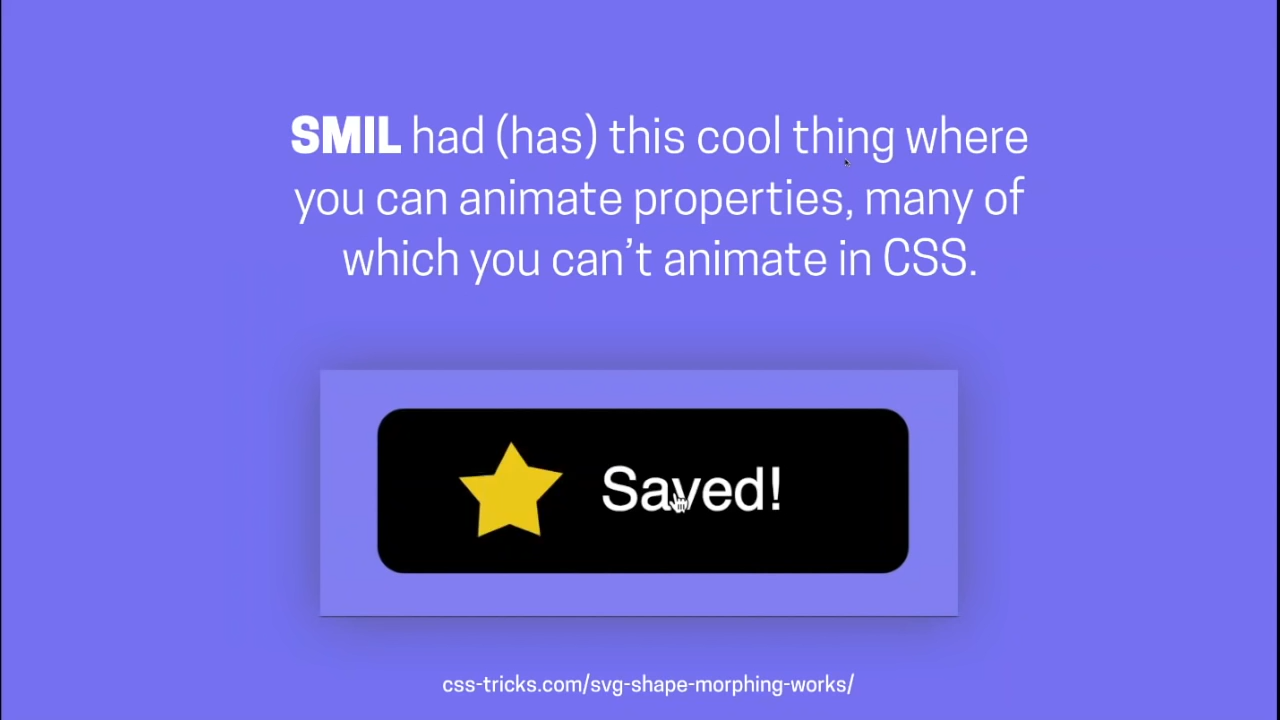 SMIL had (has) this cool thing where
you can animate properties, many of
which you can’t animate in CSS.
Saved!
css-tricks.com/svg-shape-morphing-works/